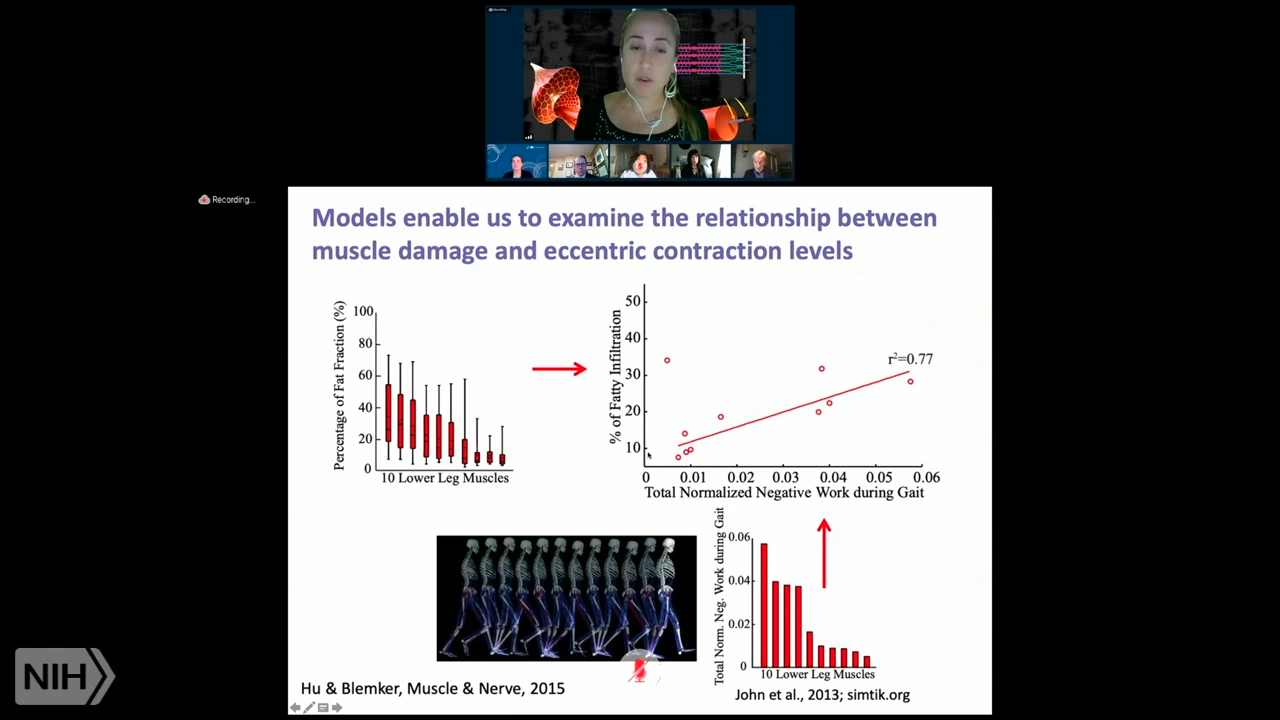 Recording...
Recording...
Models enable us to examine the relationship between
muscle damage and eccentric contraction levels
Percentage of Fat Fraction (%)
100
80
60
40
20
0
10 Lower Leg Muscles
% of Fatty Infiltration
50
40
30
20
10
r²=0.77
0 0.01 0.02 0.03 0.04 0.05 0.06
Total Normalized Negative Work during Gait
Total Norm. Neg. Work during Gait
0.06
0.04
0.02
0
10 Lower Leg Muscles
Hu & Blemker, Muscle & Nerve, 2015
John et al., 2013; simtik.org
NIH